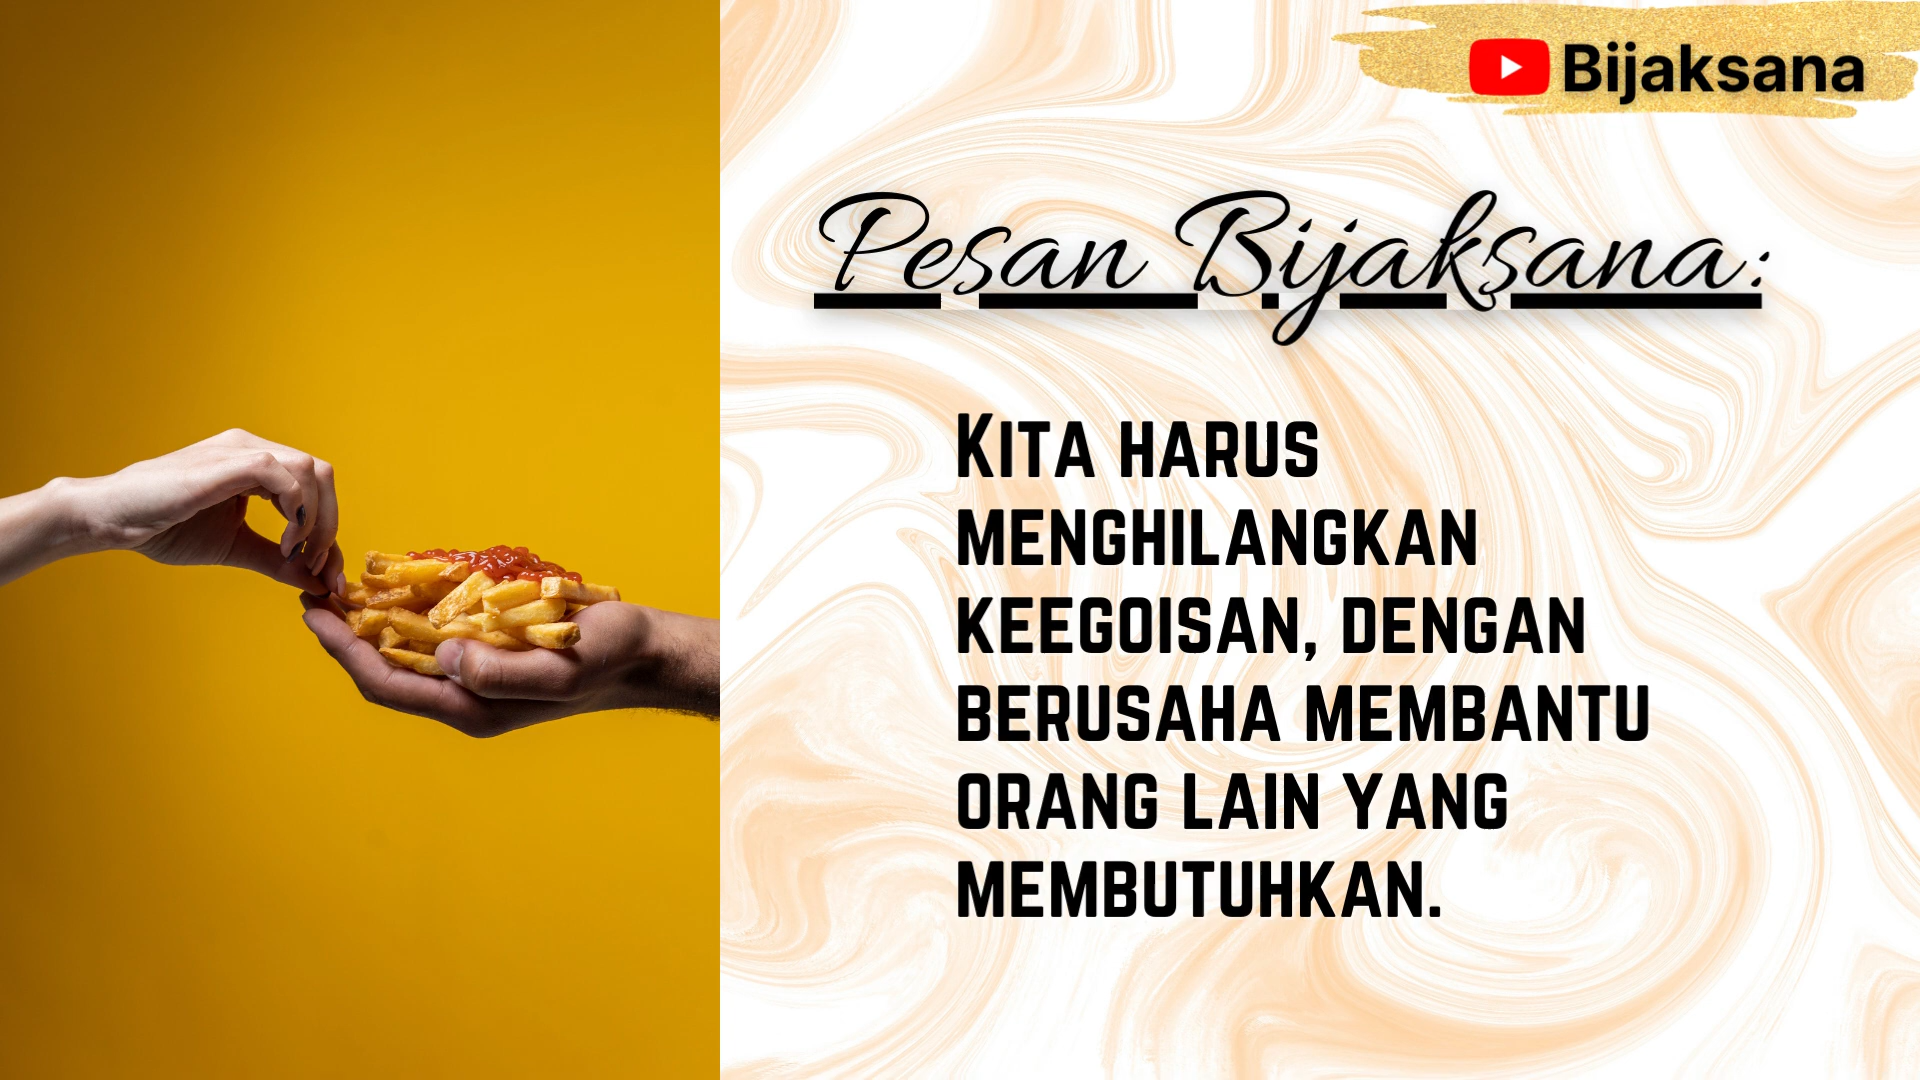 Bijaksana
Pesan Bijaksana:
Kita harus
menghilangkan
keegoisan, dengan
berusaha membantu
orang lain yang
membutuhkan.